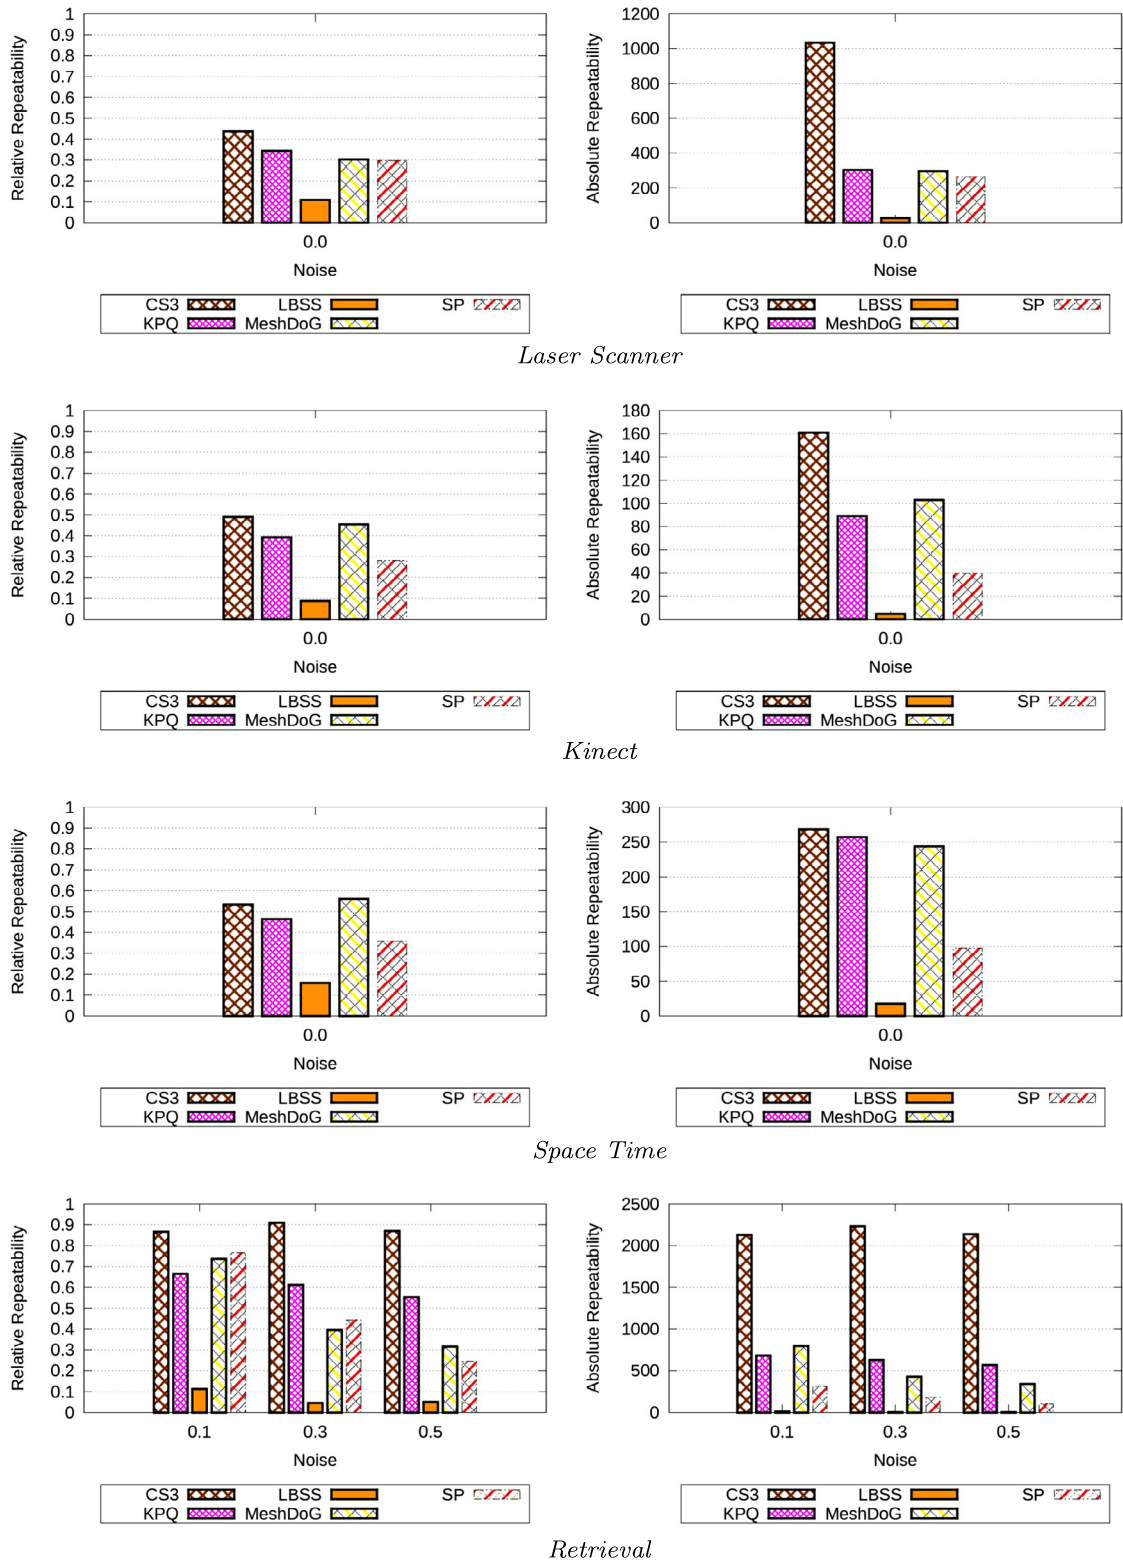 Relative Repeatability
1
0.9
0.8
0.7
0.6
0.5
0.4
0.3
0.2
0.1
0
0.0
Noise
CS3 LBSS SP
KPQ MeshDoG
Absolute Repeatability
1200
1000
800
600
400
200
0
0.0
Noise
CS3 LBSS SP
KPQ MeshDoG
Laser Scanner
Relative Repeatability
1
0.9
0.8
0.7
0.6
0.5
0.4
0.3
0.2
0.1
0
0.0
Noise
CS3 LBSS SP
KPQ MeshDoG
Absolute Repeatability
180
160
140
120
100
80
60
40
20
0
0.0
Noise
CS3 LBSS SP
KPQ MeshDoG
Kinect
Relative Repeatability
1
0.9
0.8
0.7
0.6
0.5
0.4
0.3
0.2
0.1
0
0.0
Noise
CS3 LBSS SP
KPQ MeshDoG
Absolute Repeatability
300
250
200
150
100
50
0
0.0
Noise
CS3 LBSS SP
KPQ MeshDoG
Space Time
Relative Repeatability
1
0.9
0.8
0.7
0.6
0.5
0.4
0.3
0.2
0.1
0
0.1 0.3 0.5
Noise
CS3 LBSS SP
KPQ MeshDoG
Absolute Repeatability
2500
2000
1500
1000
500
0
0.1 0.3 0.5
Noise
CS3 LBSS SP
KPQ MeshDoG
Retrieval